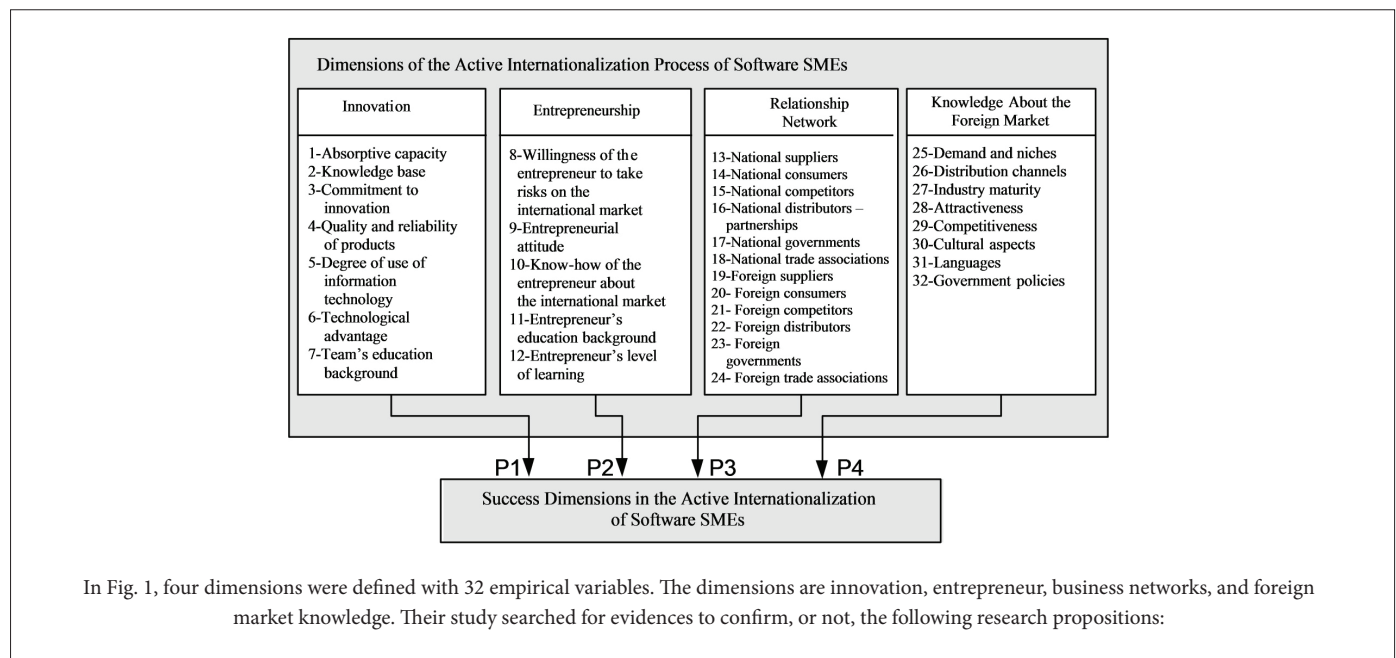 Dimensions of the Active Internationalization Process of Software SMEs
Innovation
1-Absorptive capacity
2-Knowledge base
3-Commitment to
innovation
4-Quality and reliability
of products
5-Degree of use of
information
technology
6-Technological
advantage
7-Team's education
background
Entrepreneurship
8-Willingness of the
entrepreneur to take
risks on the
international market
9-Entrepreneurial
attitude
10-Know-how of the
entrepreneur about
the international market
11-Entrepreneur's
education background
12-Entrepreneur's level
of learning
Relationship
Network
13-National suppliers
14-National consumers
15-National competitors
16-National distributors –
partnerships
17-National governments
18-National trade associations
19-Foreign suppliers
20- Foreign consumers
21- Foreign competitors
22- Foreign distributors
23- Foreign
governments
24- Foreign trade associations
Knowledge About the
Foreign Market
25-Demand and niches
26-Distribution channels
27-Industry maturity
28-Attractiveness
29-Competitiveness
30-Cultural aspects
31-Languages
32-Government policies
P1 P2 P3 P4
Success Dimensions in the Active Internationalization
of Software SMEs
In Fig. 1, four dimensions were defined with 32 empirical variables. The dimensions are innovation, entrepreneur, business networks, and foreign
market knowledge. Their study searched for evidences to confirm, or not, the following research propositions: